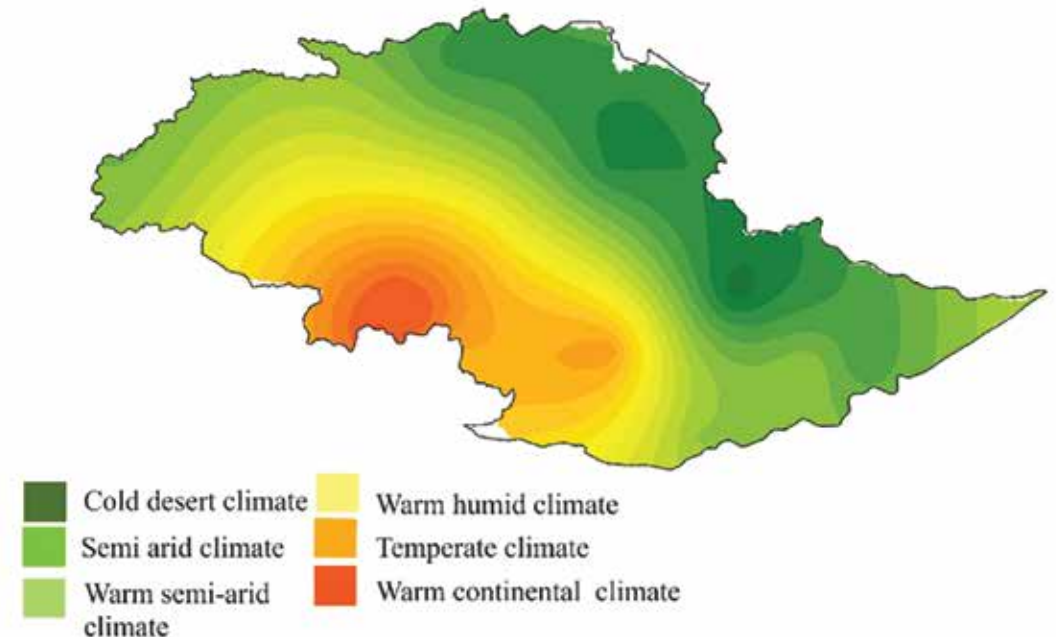 Cold desert climate
Semi arid climate
Warm semi-arid
climate
Warm humid climate
Temperate climate
Warm continental climate